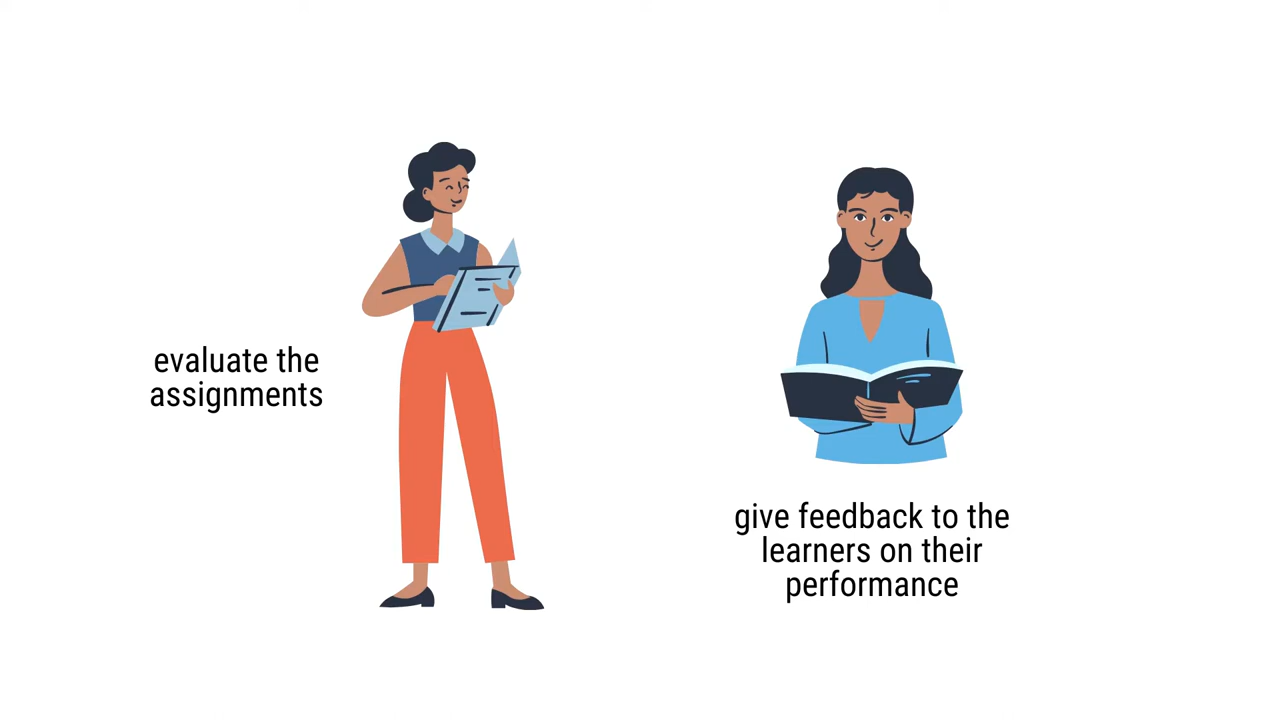 evaluate the
assignments
give feedback to the
learners on their
performance